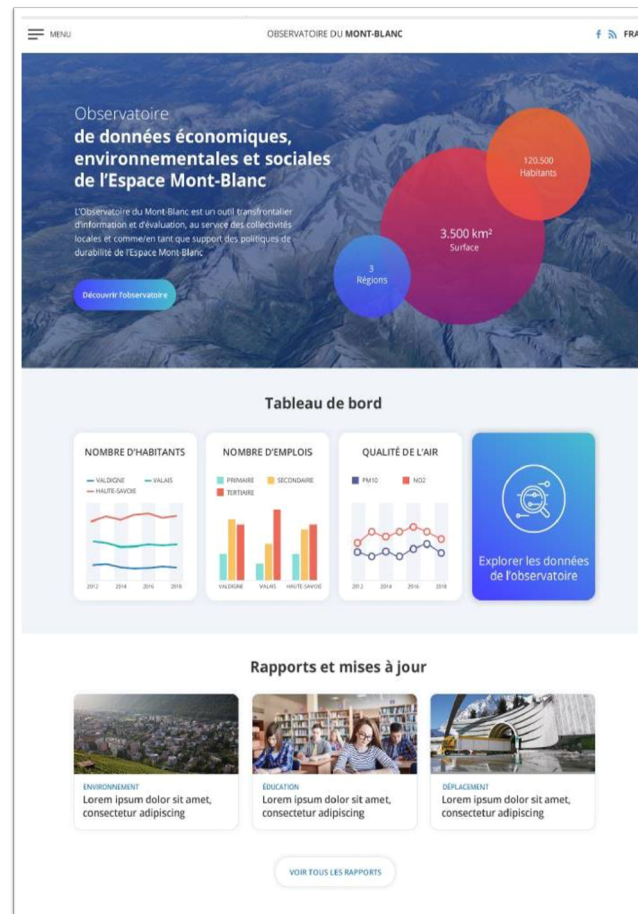 MENU
OBSERVATOIRE DU MONT-BLANC
FRA
Observatoire
de données économiques,
environnementales et sociales
de l'Espace Mont-Blanc
L'Observatoire du Mont-Blanc est un outil transfrontalier
d'information et d'évaluation, au service des collectivités
locales et comme/en tant que support des politiques de
durabilité de l'Espace Mont-Blanc
Découvrir l'observatoire
120.500
Habitants
3.500 km²
Surface
3
Régions
Tableau de bord
NOMBRE D'HABITANTS
VALDIGNE VALAIS
HAUTE-SAVOIE
2012 2014 2016 2018
NOMBRE D'EMPLOIS
PRIMAIRE SECONDAIRE
TERTIAIRE
VALDIGNE VALAIS HAUTE-SAVOIE
QUALITÉ DE L'AIR
PM10 NO2
2012 2014 2016 2018
Explorer les données
de l'observatoire
Rapports et mises à jour
ENVIRONNEMENT
Lorem ipsum dolor sit amet,
consectetur adipiscing
ÉDUCATION
Lorem ipsum dolor sit amet,
consectetur adipiscing
DÉPLACEMENT
Lorem ipsum dolor sit amet,
consectetur adipiscing
VOIR TOUS LES RAPPORTS